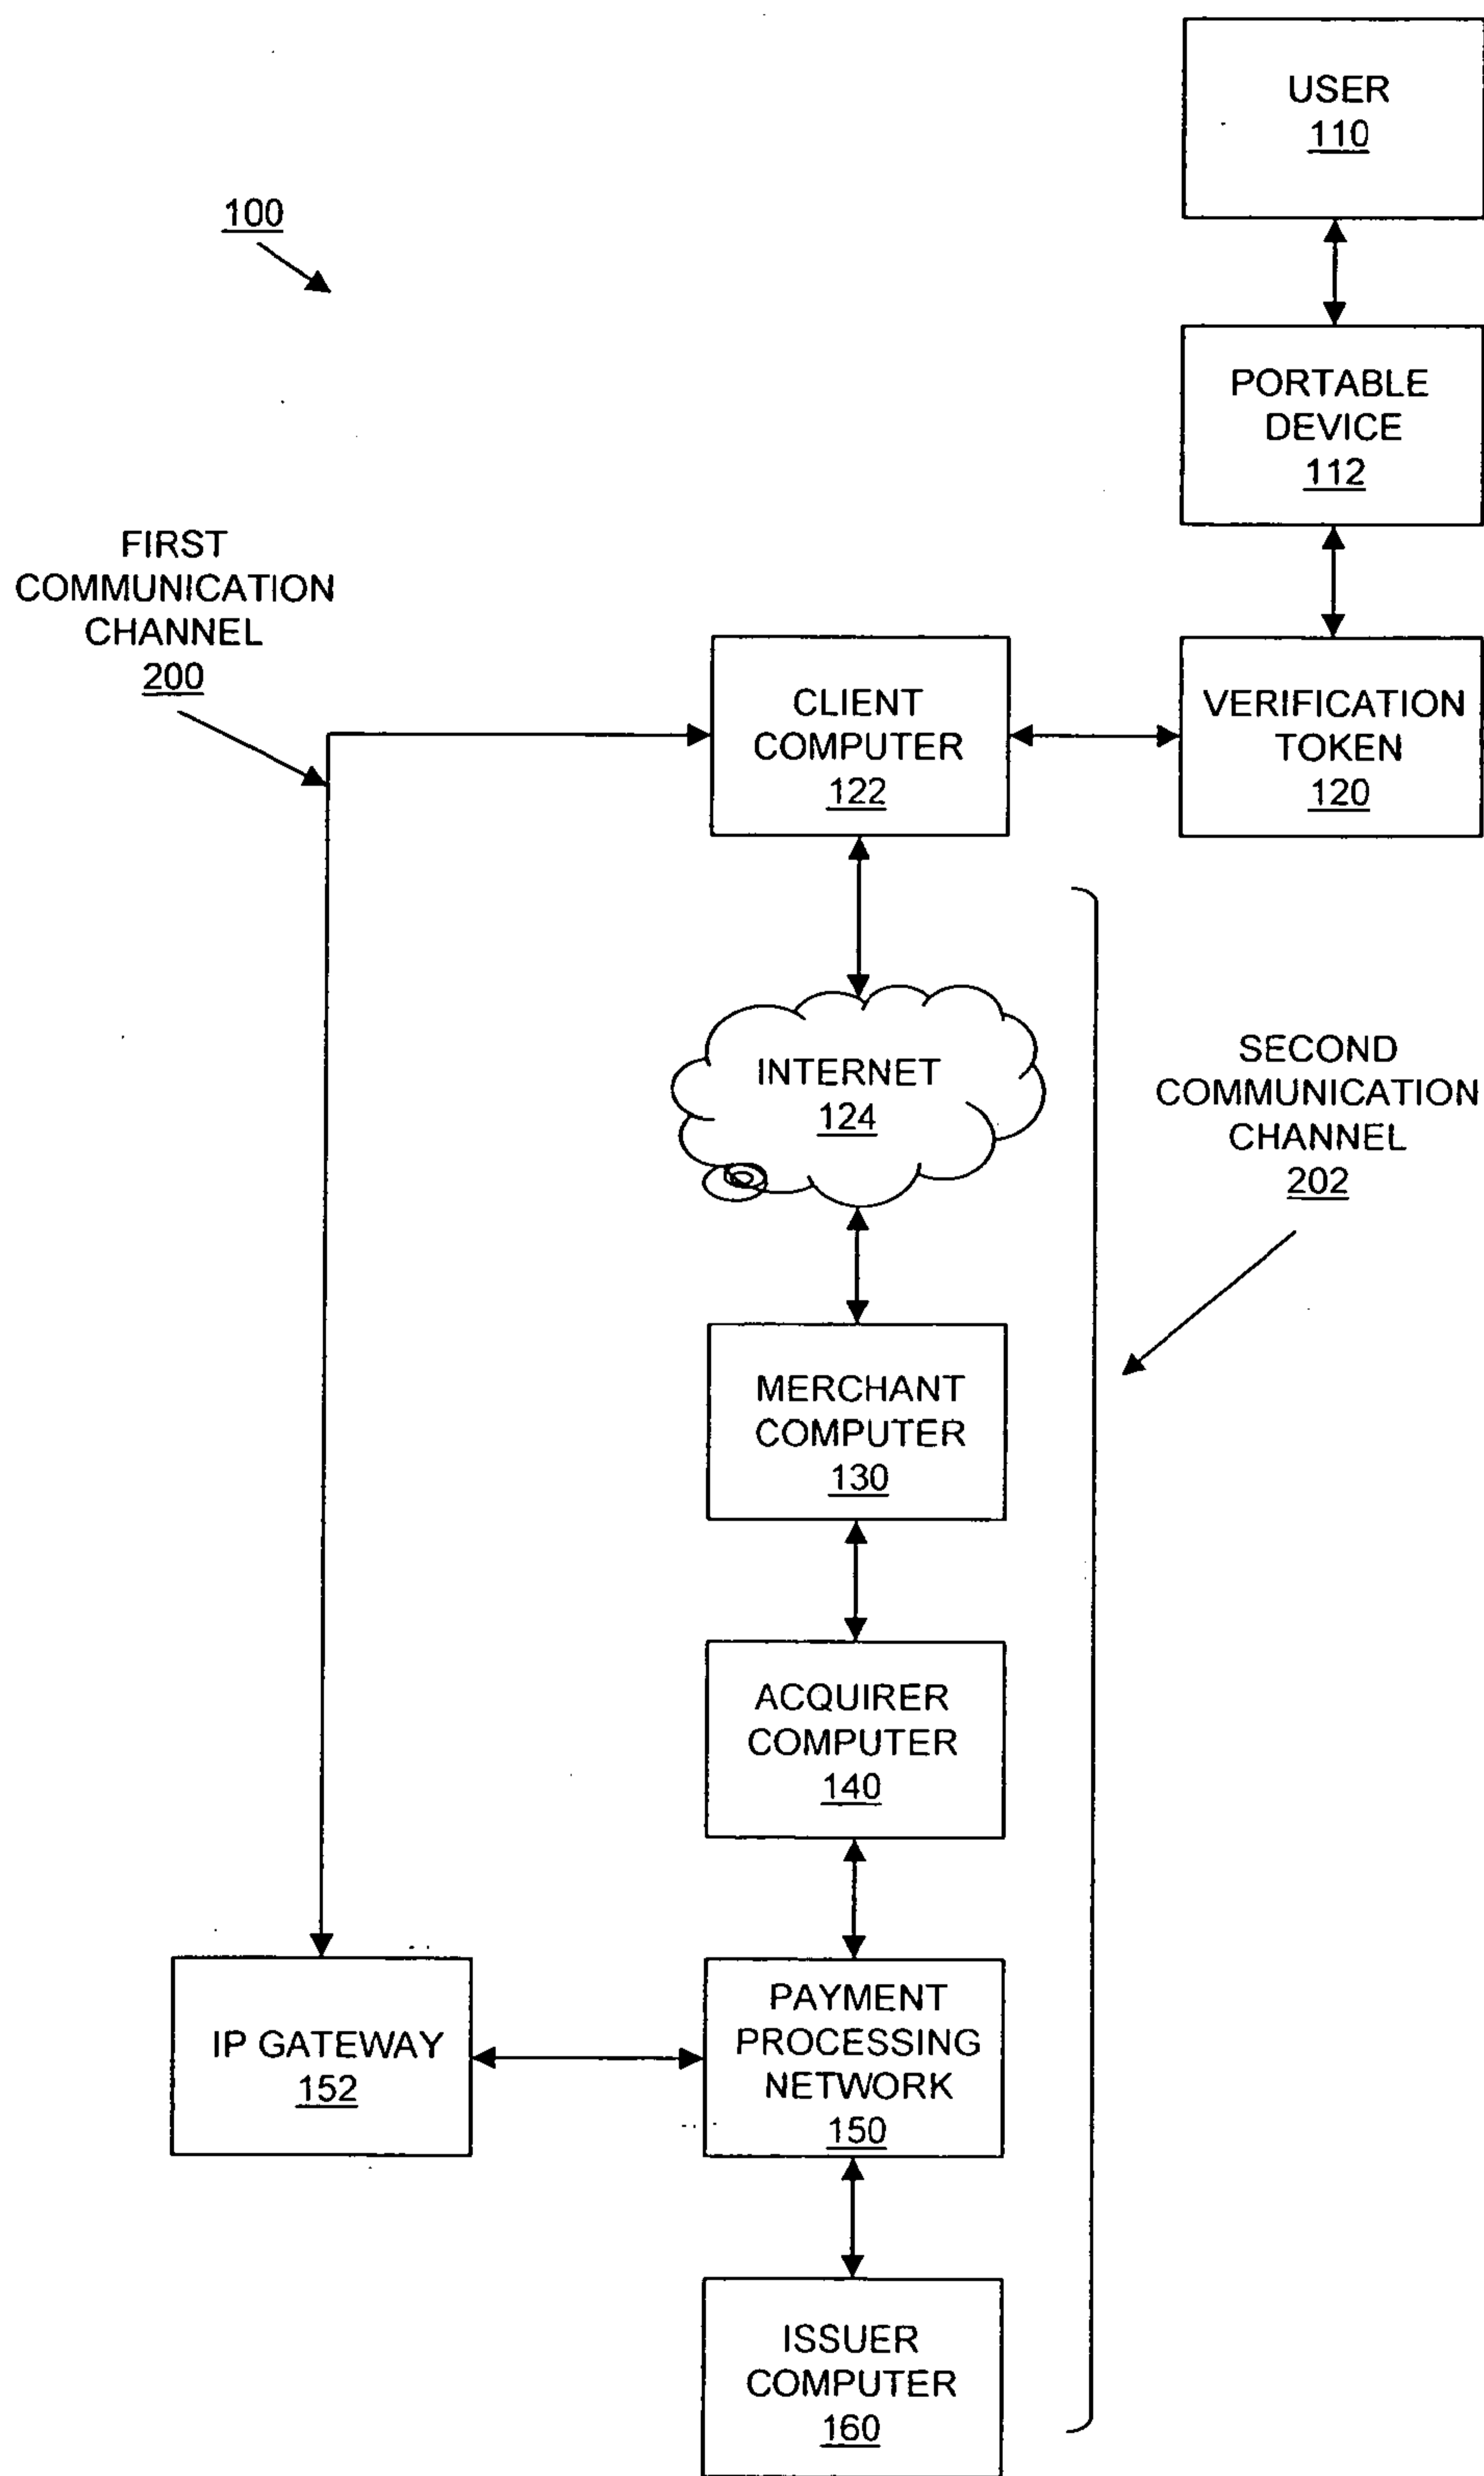 USER
110
100
PORTABLE
DEVICE
112
FIRST
COMMUNICATION
CHANNEL
200
CLIENT
COMPUTER
122
VERIFICATION
TOKEN
120
INTERNET
124
SECOND
COMMUNICATION
CHANNEL
202
MERCHANT
COMPUTER
130
ACQUIRER
COMPUTER
140
IP GATEWAY
152
PAYMENT
PROCESSING
NETWORK
150
ISSUER
COMPUTER
160